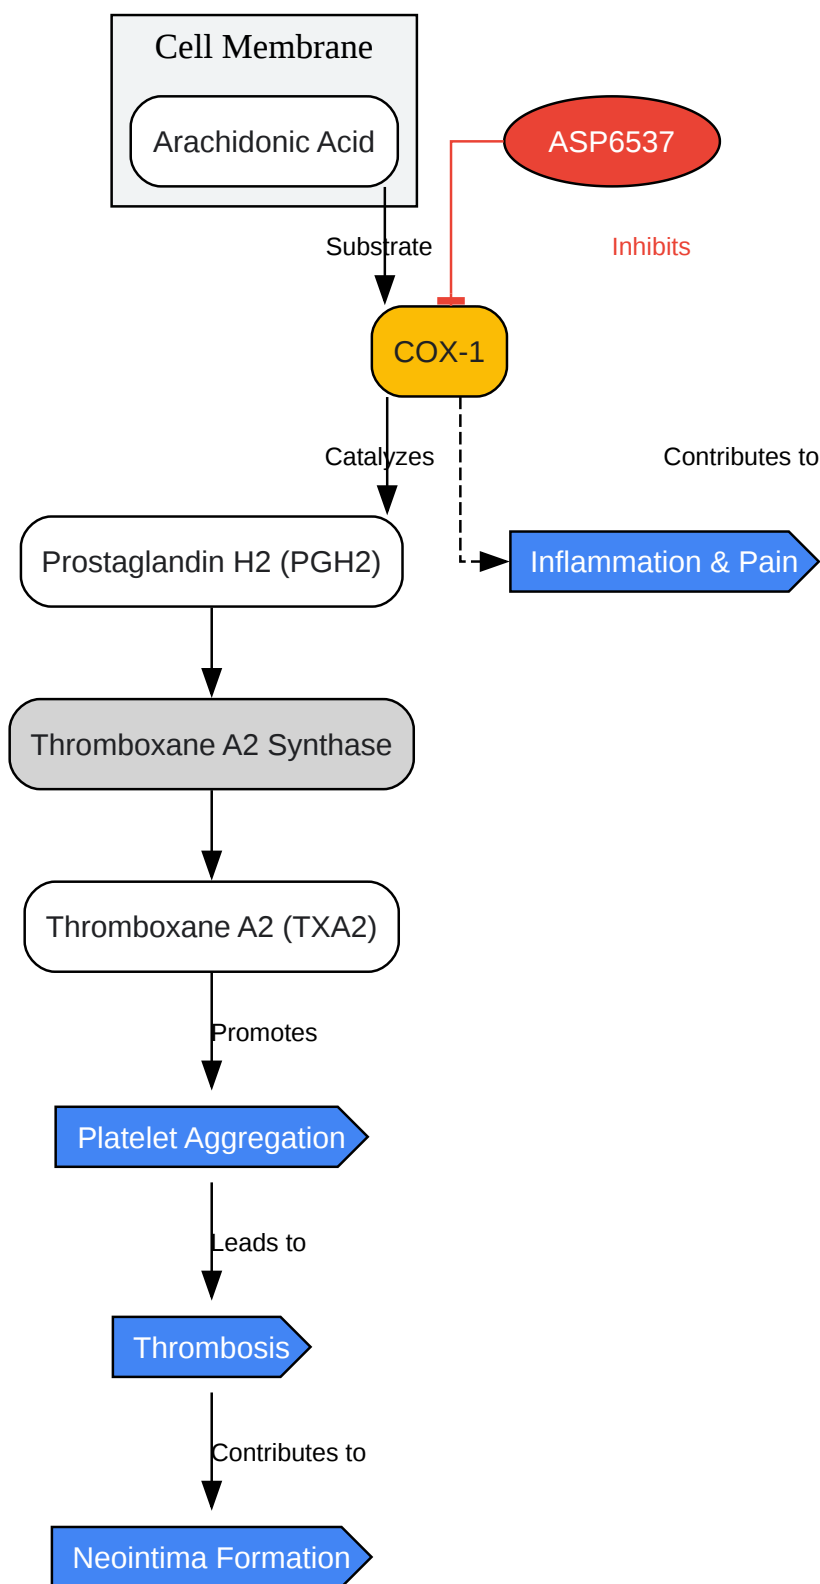 Cell Membrane
Arachidonic Acid
ASP6537
Substrate
Inhibits
COX-1
Catalyzes
Contributes to
Prostaglandin H2 (PGH2)
Inflammation & Pain
Thromboxane A2 Synthase
Thromboxane A2 (TXA2)
Promotes
Platelet Aggregation
Leads to
Thrombosis
Contributes to
Neointima Formation